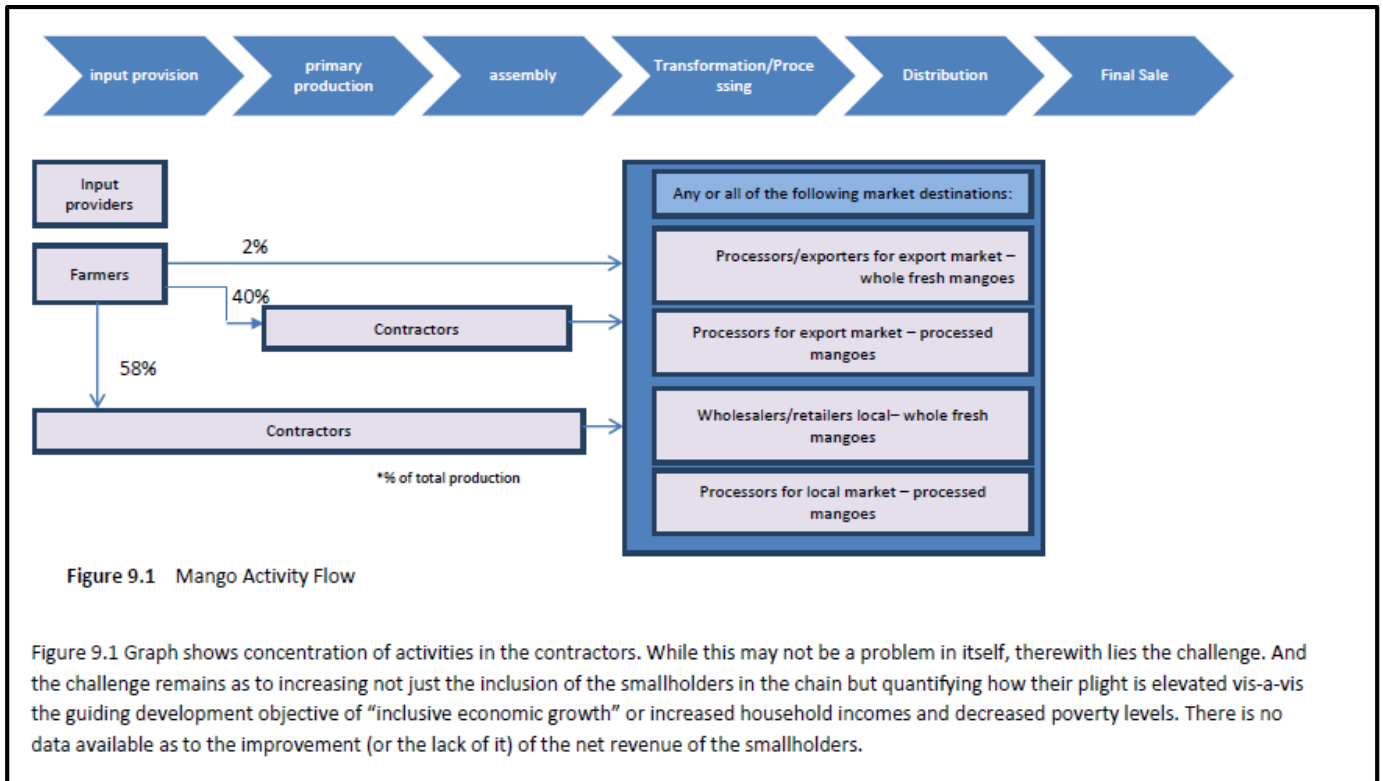 input provision
primary
production
assembly
Transformation/Proce
ssing
Distribution
Final Sale
Input
providers
Any or all of the following market destinations:
2%
Farmers
Processors/exporters for export market –
whole fresh mangoes
40%
Contractors
Processors for export market – processed
mangoes
58%
Contractors
Wholesalers/retailers local– whole fresh
mangoes
*% of total production
Processors for local market – processed
mangoes
Figure 9.1 Mango Activity Flow
Figure 9.1 Graph shows concentration of activities in the contractors. While this may not be a problem in itself, therewith lies the challenge. And
the challenge remains as to increasing not just the inclusion of the smallholders in the chain but quantifying how their plight is elevated vis-a-vis
the guiding development objective of “inclusive economic growth” or increased household incomes and decreased poverty levels. There is no
data available as to the improvement (or the lack of it) of the net revenue of the smallholders.